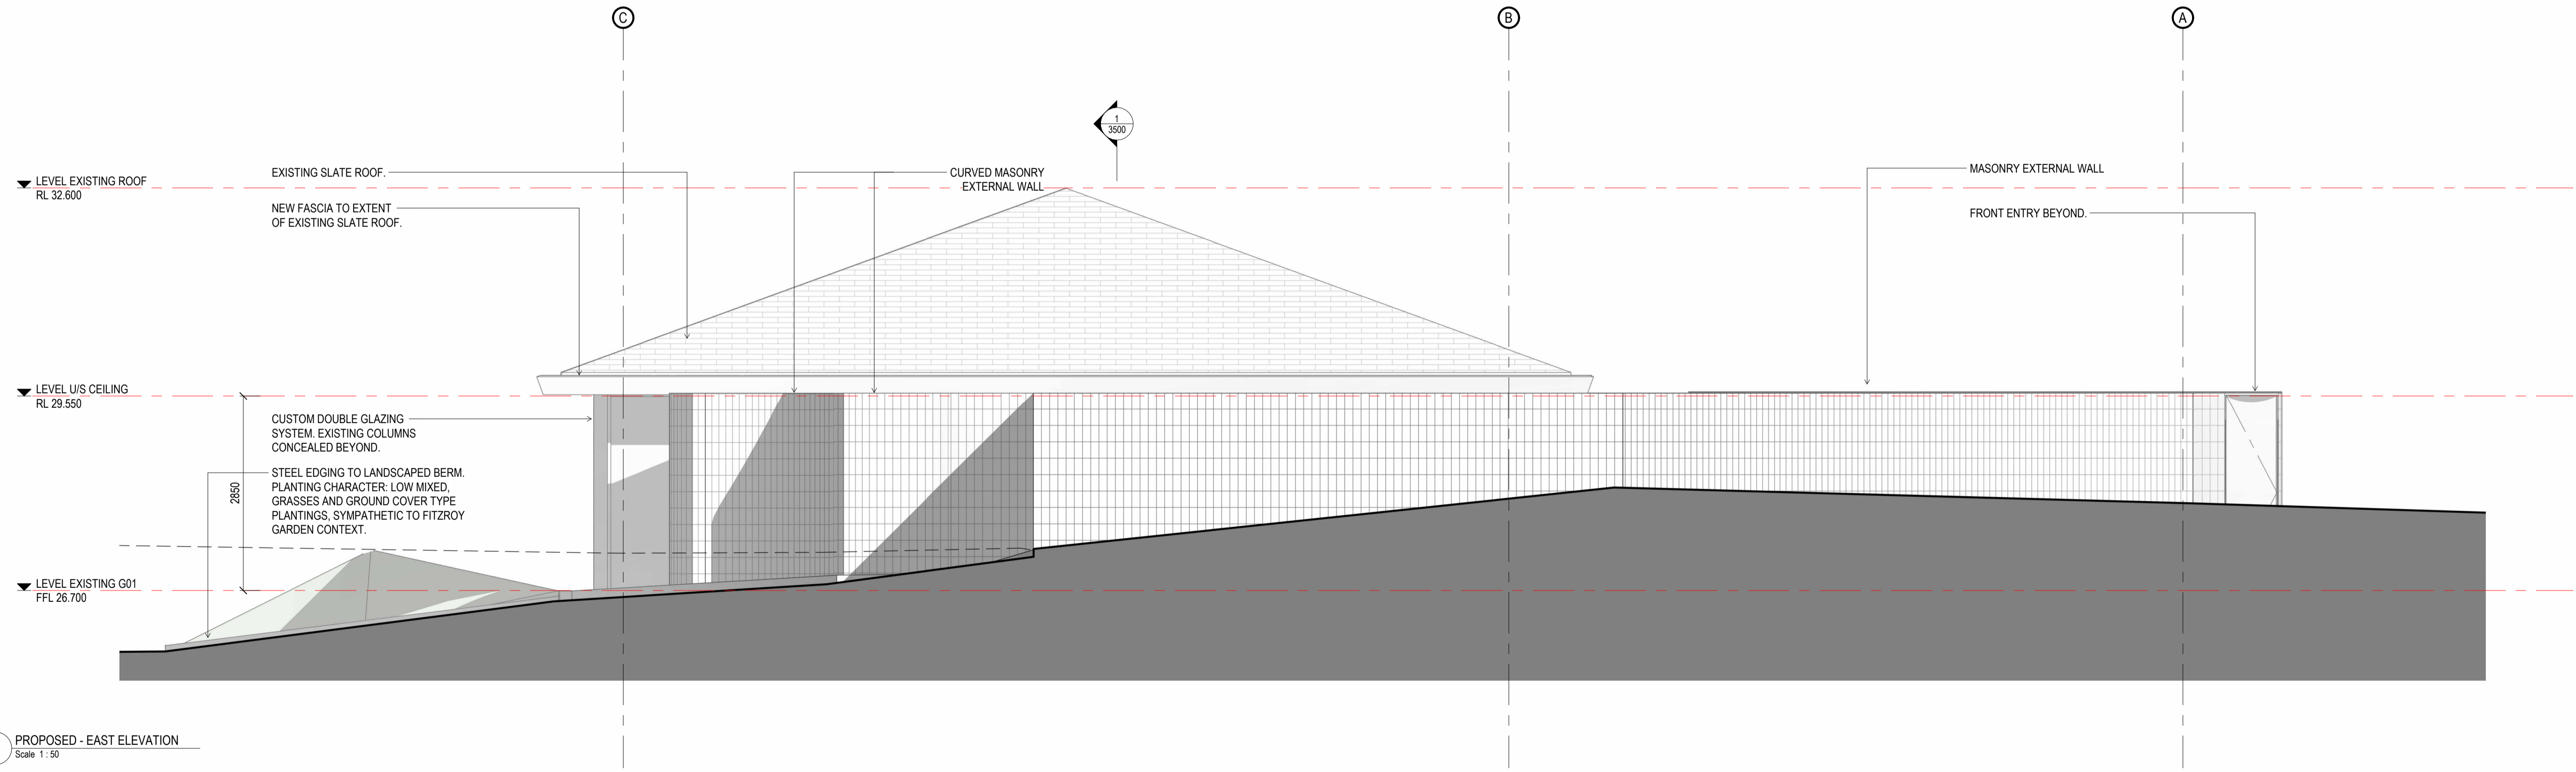 C
B
A
1
3500
LEVEL EXISTING ROOF
RL 32.600
EXISTING SLATE ROOF.
NEW FASCIA TO EXTENT
OF EXISTING SLATE ROOF.
CURVED MASONRY
EXTERNAL WALL
MASONRY EXTERNAL WALL
FRONT ENTRY BEYOND.
LEVEL U/S CEILING
RL 29.550
CUSTOM DOUBLE GLAZING
SYSTEM. EXISTING COLUMNS
CONCEALED BEYOND.
STEEL EDGING TO LANDSCAPED BERM.
PLANTING CHARACTER: LOW MIXED,
GRASSES AND GROUND COVER TYPE
PLANTINGS, SYMPATHETIC TO FITZROY
GARDEN CONTEXT.
2850
LEVEL EXISTING G01
FFL 26.700
PROPOSED - EAST ELEVATION
Scale 1 : 50